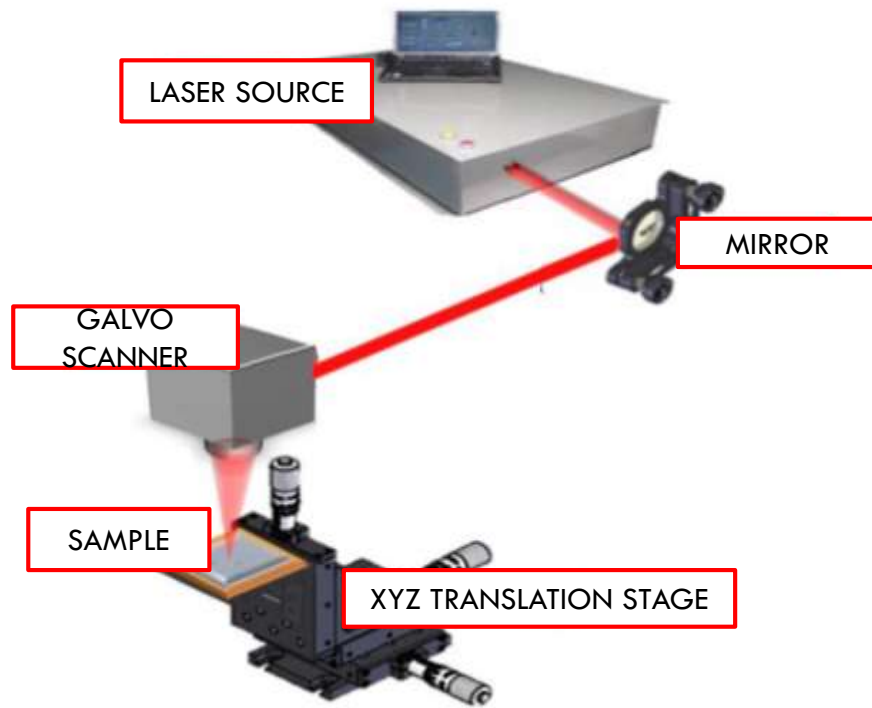 LASER SOURCE
MIRROR
GALVO
SCANNER
SAMPLE
XYZ TRANSLATION STAGE